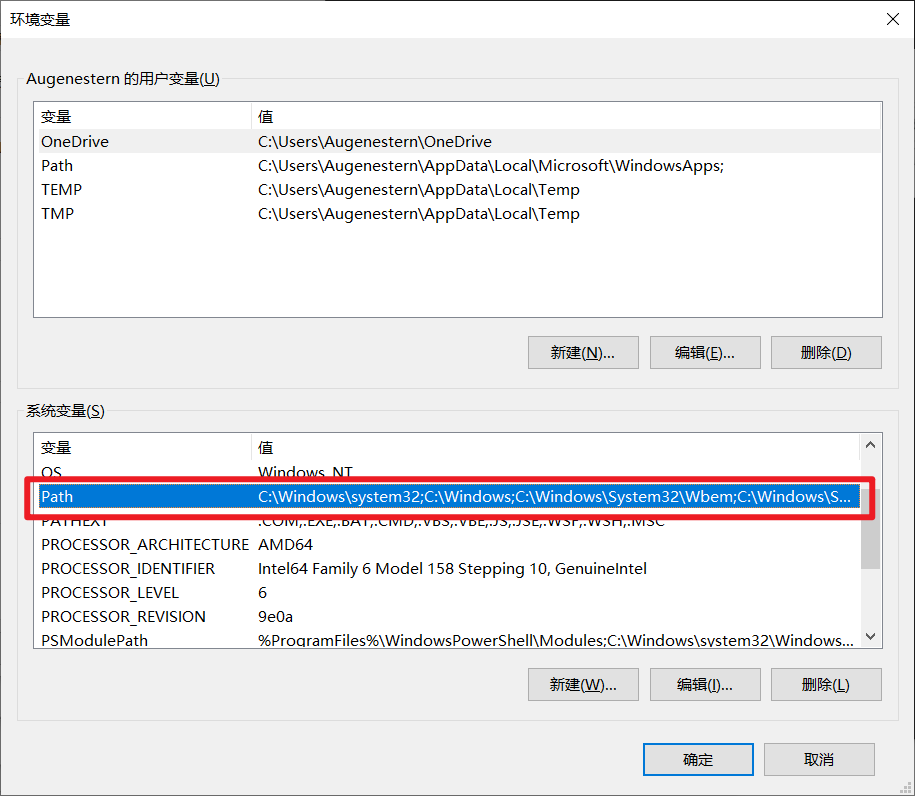 环境变量
Augenestern 的用户变量(U)
变量 值
OneDrive C:\Users\Augenestern\OneDrive
Path C:\Users\Augenestern\AppData\Local\Microsoft\WindowsApps;
TEMP C:\Users\Augenestern\AppData\Local\Temp
TMP C:\Users\Augenestern\AppData\Local\Temp
新建(N)... 编辑(E)... 删除(D)
系统变量(S)
变量 值
OS Windows_NT
Path C:\Windows\system32;C:\Windows;C:\Windows\System32\Wbem;C:\Windows\S...
PATHEXT .COM;.EXE;.BAT;.CMD;.VBS;.VBE;.JS;.JSE;.WSF;.WSH;.MSC
PROCESSOR_ARCHITECTURE AMD64
PROCESSOR_IDENTIFIER Intel64 Family 6 Model 158 Stepping 10, GenuineIntel
PROCESSOR_LEVEL 6
PROCESSOR_REVISION 9e0a
PSModulePath %ProgramFiles%\WindowsPowerShell\Modules;C:\Windows\system32\Windows...
新建(W)... 编辑(I)... 删除(L)
确定 取消